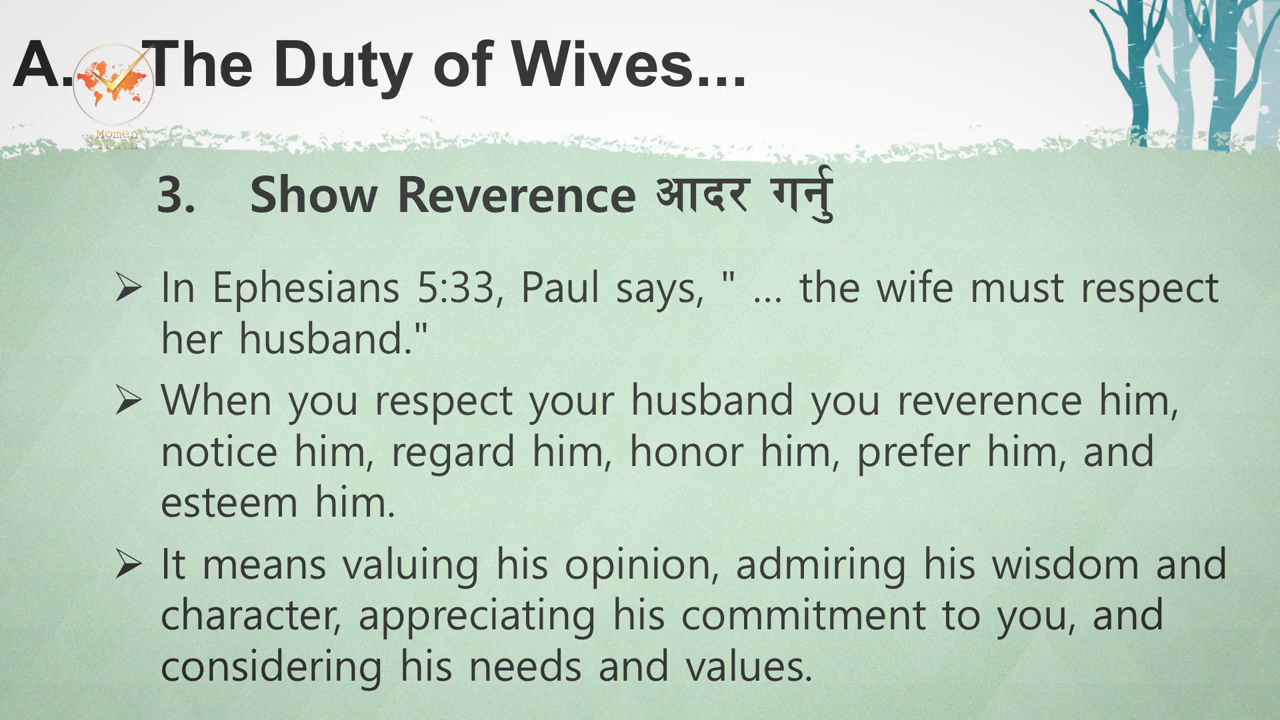 A. The Duty of Wives...
Moment
3. Show Reverence आदर गर्नु
➢ In Ephesians 5:33, Paul says, " ... the wife must respect
her husband."
➢ When you respect your husband you reverence him,
notice him, regard him, honor him, prefer him, and
esteem him.
➢ It means valuing his opinion, admiring his wisdom and
character, appreciating his commitment to you, and
considering his needs and values.